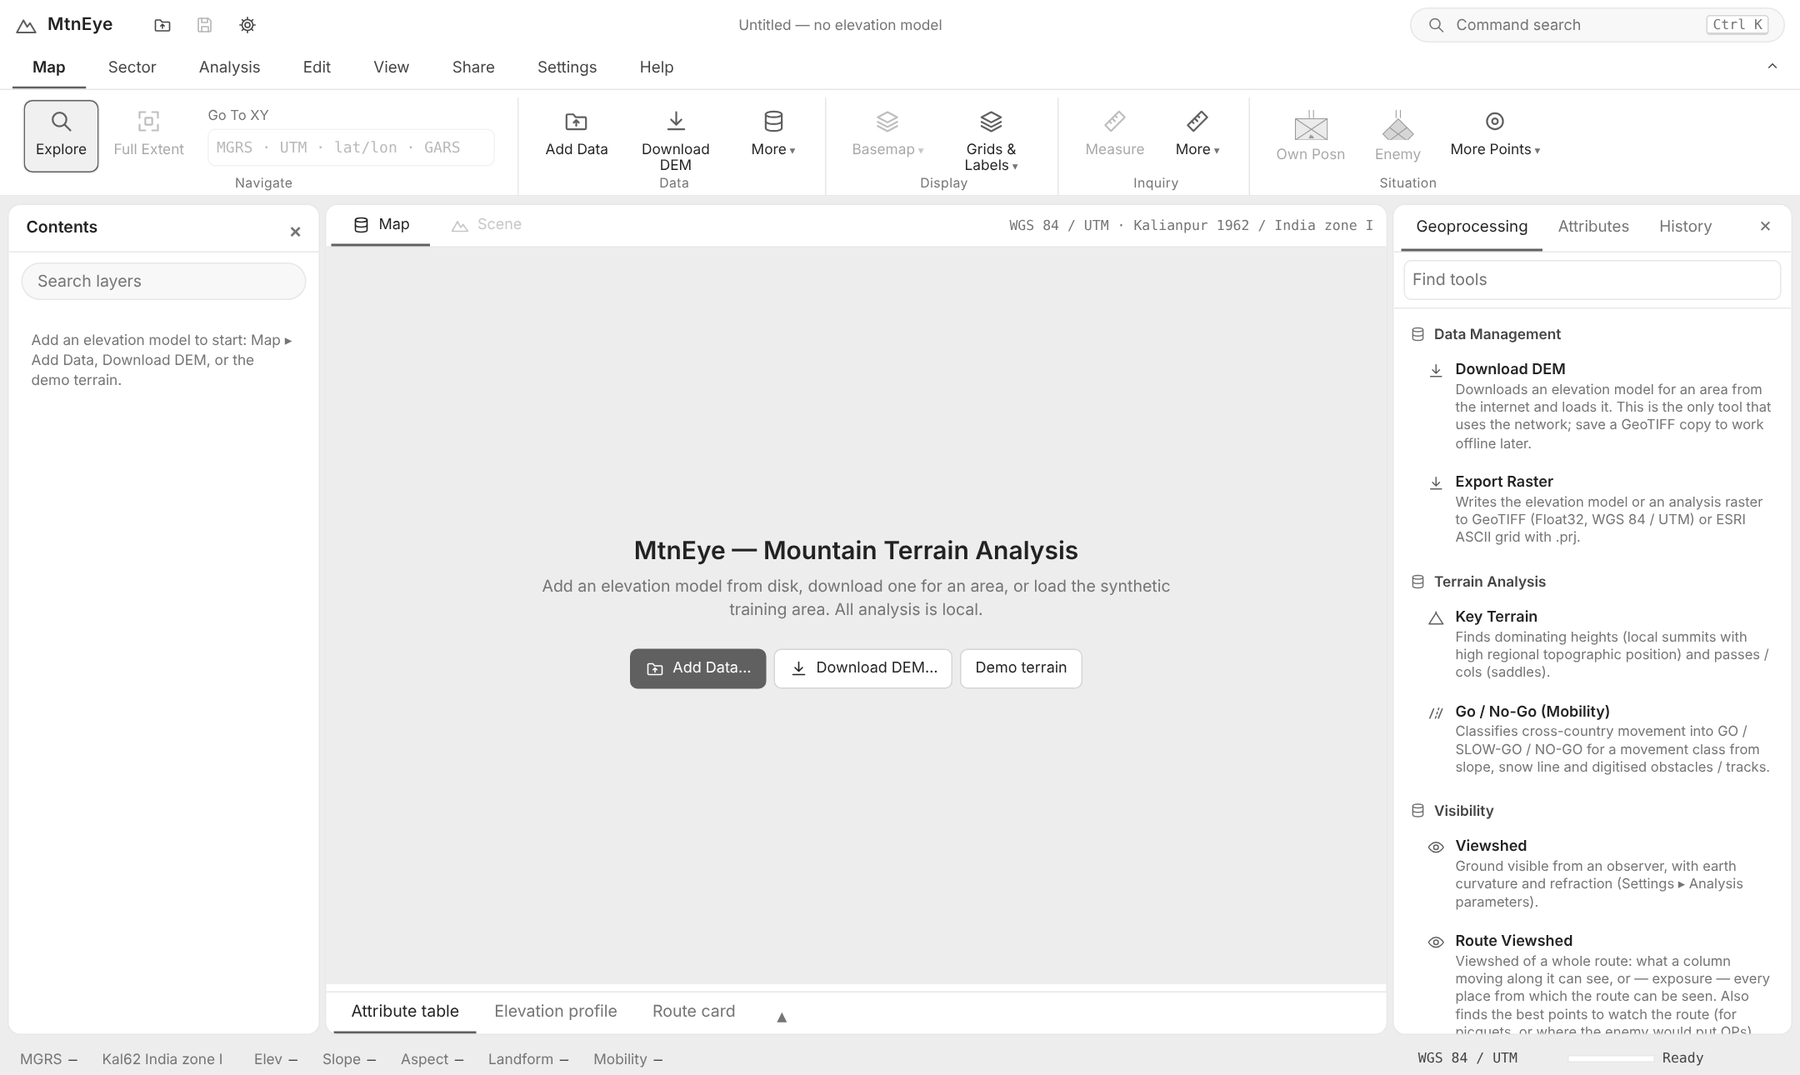 MtnEye
Untitled — no elevation model
Command search
Ctrl K
Map
Sector
Analysis
Edit
View
Share
Settings
Help
Explore
Full Extent
Go To XY
MGRS · UTM · lat/lon · GARS
Navigate
Add Data
Download
DEM
More ▾
Data
Basemap ▾
Grids &
Labels ▾
Display
Measure
More ▾
Inquiry
Own Posn
Enemy
More Points ▾
Situation
Contents
×
Search layers
Add an elevation model to start: Map ▸
Add Data, Download DEM, or the
demo terrain.
Map
Scene
WGS 84 / UTM · Kalianpur 1962 / India zone I
MtnEye — Mountain Terrain Analysis
Add an elevation model from disk, download one for an area, or load the synthetic
training area. All analysis is local.
Add Data...
Download DEM...
Demo terrain
Attribute table
Elevation profile
Route card
▲
Geoprocessing
Attributes
History
×
Find tools
Data Management
Download DEM
Downloads an elevation model for an area from
the internet and loads it. This is the only tool that
uses the network; save a GeoTIFF copy to work
offline later.
Export Raster
Writes the elevation model or an analysis raster
to GeoTIFF (Float32, WGS 84 / UTM) or ESRI
ASCII grid with .prj.
Terrain Analysis
Key Terrain
Finds dominating heights (local summits with
high regional topographic position) and passes /
cols (saddles).
Go / No-Go (Mobility)
Classifies cross-country movement into GO /
SLOW-GO / NO-GO for a movement class from
slope, snow line and digitised obstacles / tracks.
Visibility
Viewshed
Ground visible from an observer, with earth
curvature and refraction (Settings ▸ Analysis
parameters).
Route Viewshed
Viewshed of a whole route: what a column
moving along it can see, or — exposure — every
place from which the route can be seen. Also
finds the best points to watch the route (for
picquets, or where the enemy would put OPs)
MGRS —
Kal62 India zone I
Elev —
Slope —
Aspect —
Landform —
Mobility —
WGS 84 / UTM
Ready